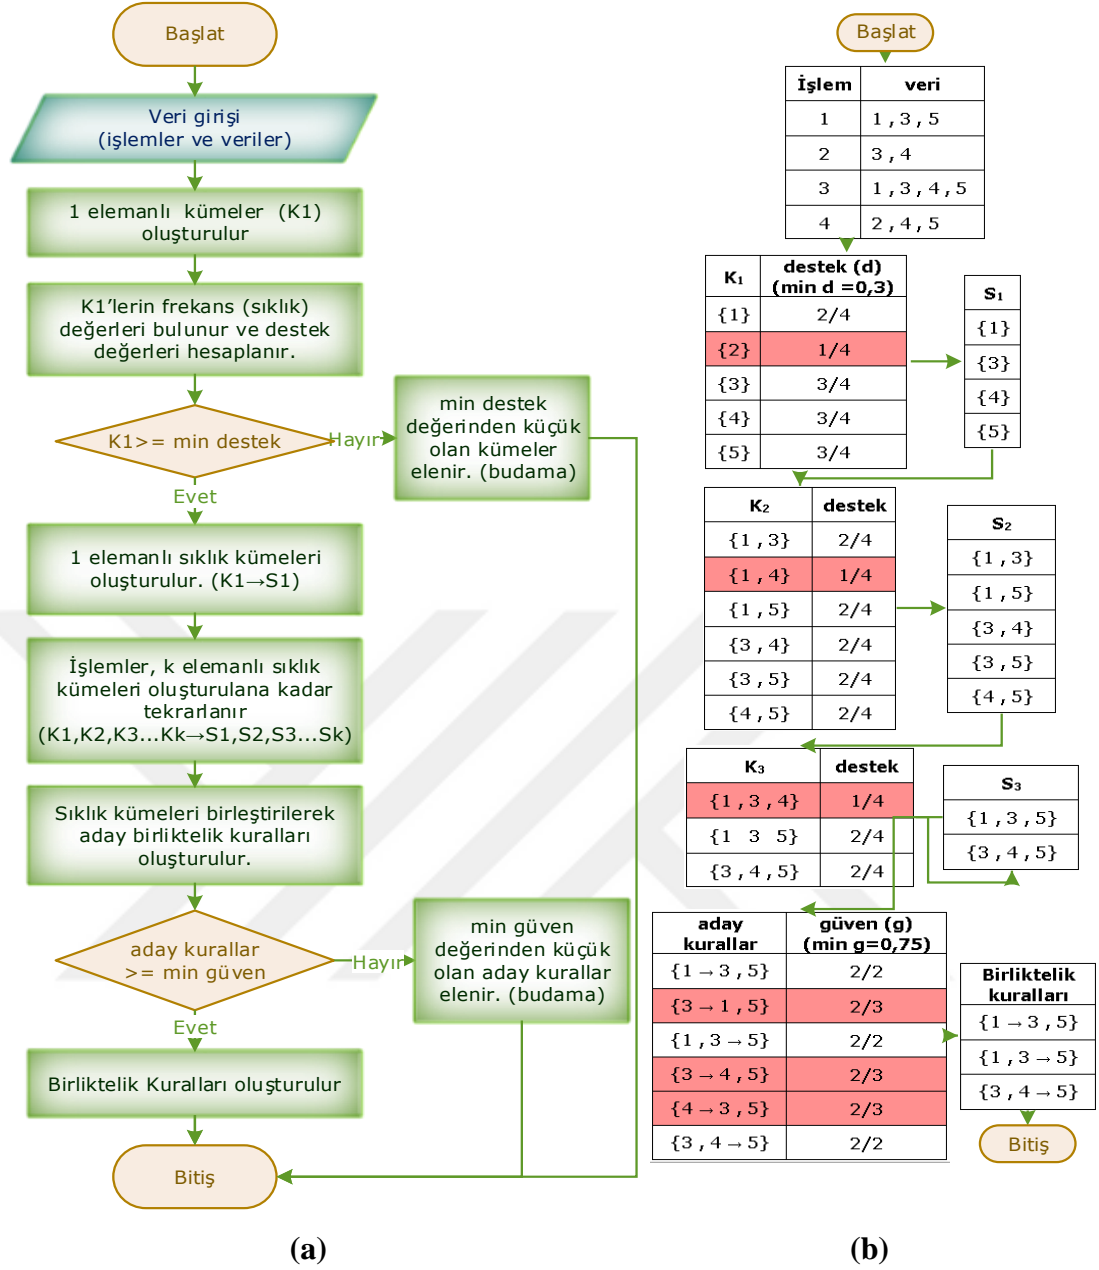 Başlat
Veri girişi
(işlemler ve veriler)
1 elemanlı kümeler (K1)
oluşturulur
K1'lerin frekans (sıklık)
değerleri bulunur ve destek
değerleri hesaplanır.
K1>= min destek
Hayır
min destek
değerinden küçük
olan kümeler
elenir. (budama)
Evet
1 elemanlı sıklık kümeleri
oluşturulur. (K1→S1)
İşlemler, k elemanlı sıklık
kümeleri oluşturulana kadar
tekrarlanır
(K1,K2,K3...Kk→S1,S2,S3...Sk)
Sıklık kümeleri birleştirilerek
aday birliktelik kuralları
oluşturulur.
aday kurallar
>= min güven
Hayır
min güven
değerinden küçük
olan aday kurallar
elenir. (budama)
Evet
Birliktelik Kuralları oluşturulur
Bitiş
(a)
Başlat
İşlem veri
1 1 , 3 , 5
2 3 , 4
3 1 , 3 , 4 , 5
4 2 , 4 , 5
K₁ destek (d)
(min d =0,3)
{1} 2/4
{2} 1/4
{3} 3/4
{4} 3/4
{5} 3/4
S₁
{1}
{3}
{4}
{5}
K₂ destek
{1 , 3} 2/4
{1 , 4} 1/4
{1 , 5} 2/4
{3 , 4} 2/4
{3 , 5} 2/4
{4 , 5} 2/4
S₂
{1 , 3}
{1 , 5}
{3 , 4}
{3 , 5}
{4 , 5}
K₃ destek
{1 , 3 , 4} 1/4
{1 3 5} 2/4
{3 , 4 , 5} 2/4
S₃
{1 , 3 , 5}
{3 , 4 , 5}
aday
kurallar
güven (g)
(min g=0,75)
{1 → 3 , 5} 2/2
{3 → 1 , 5} 2/3
{1 , 3 → 5} 2/2
{3 → 4 , 5} 2/3
{4 → 3 , 5} 2/3
{3 , 4 → 5} 2/2
Birliktelik
kuralları
{1 → 3 , 5}
{1 , 3 → 5}
{3 , 4 → 5}
Bitiş
(b)